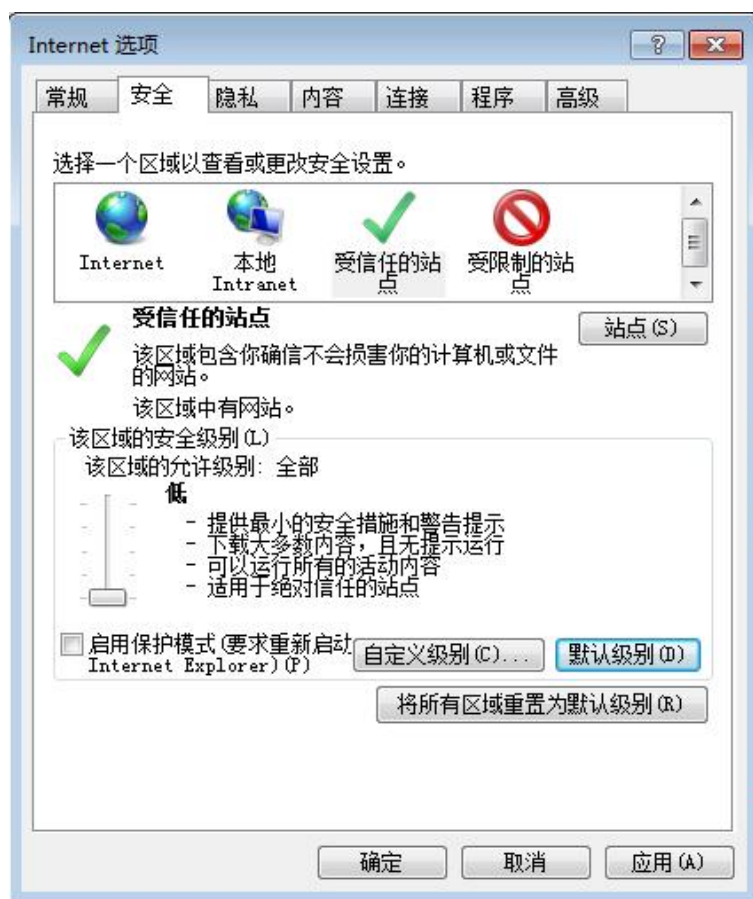 Internet 选项
常规 安全 隐私 内容 连接 程序 高级
选择一个区域以查看或更改安全设置。
Internet 本地 Intranet 受信任的站点 受限制的站点
受信任的站点
站点(S)
该区域包含你确信不会损害你的计算机或文件
的网站。
该区域中有网站。
该区域的安全级别(L)
该区域的允许级别: 全部
低
- 提供最小的安全措施和警告提示
- 下载大多数内容，且无提示运行
- 可以运行所有的活动内容
- 适用于绝对信任的站点
启用保护模式(要求重新启动
Internet Explorer)(P)
自定义级别(C)... 默认级别(D)
将所有区域重置为默认级别(R)
确定 取消 应用(A)